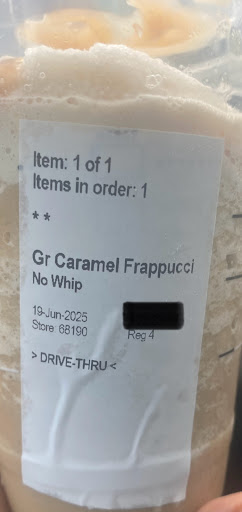 Item: 1 of 1
Items in order: 1
* *
Gr Caramel Frappucci
No Whip
19-Jun-2025
Store 68190
Reg 4
> DRIVE-THRU <